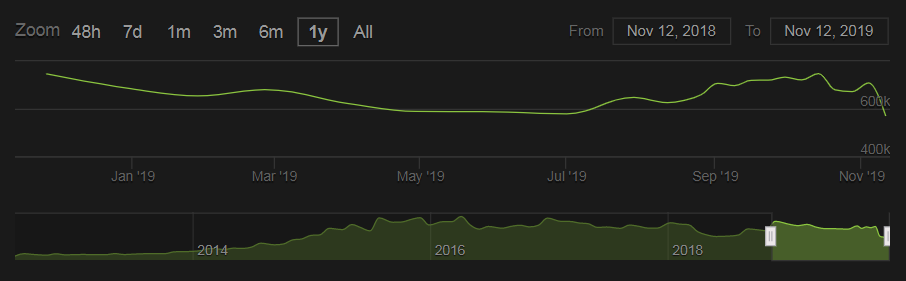 Zoom 48h 7d 1m 3m 6m 1y All From Nov 12, 2018 To Nov 12, 2019
600k
400k
Jan '19 Mar '19 May '19 Jul '19 Sep '19 Nov '19
2014 2016 2018